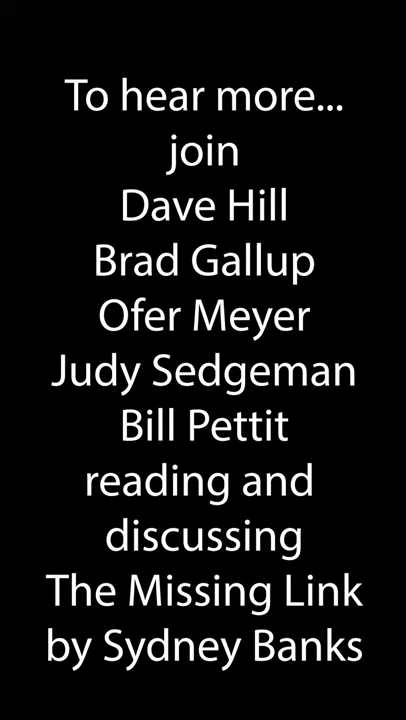 To hear more...
join
Dave Hill
Brad Gallup
Ofer Meyer
Judy Sedgeman
Bill Pettit
reading and
discussing
The Missing Link
by Sydney Banks